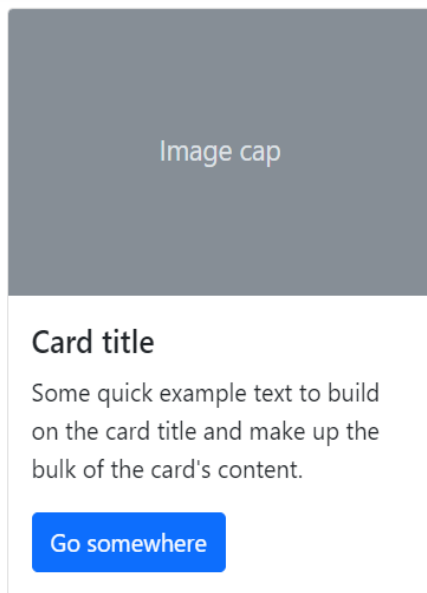 Image cap
Card title
Some quick example text to build
on the card title and make up the
bulk of the card's content.
Go somewhere